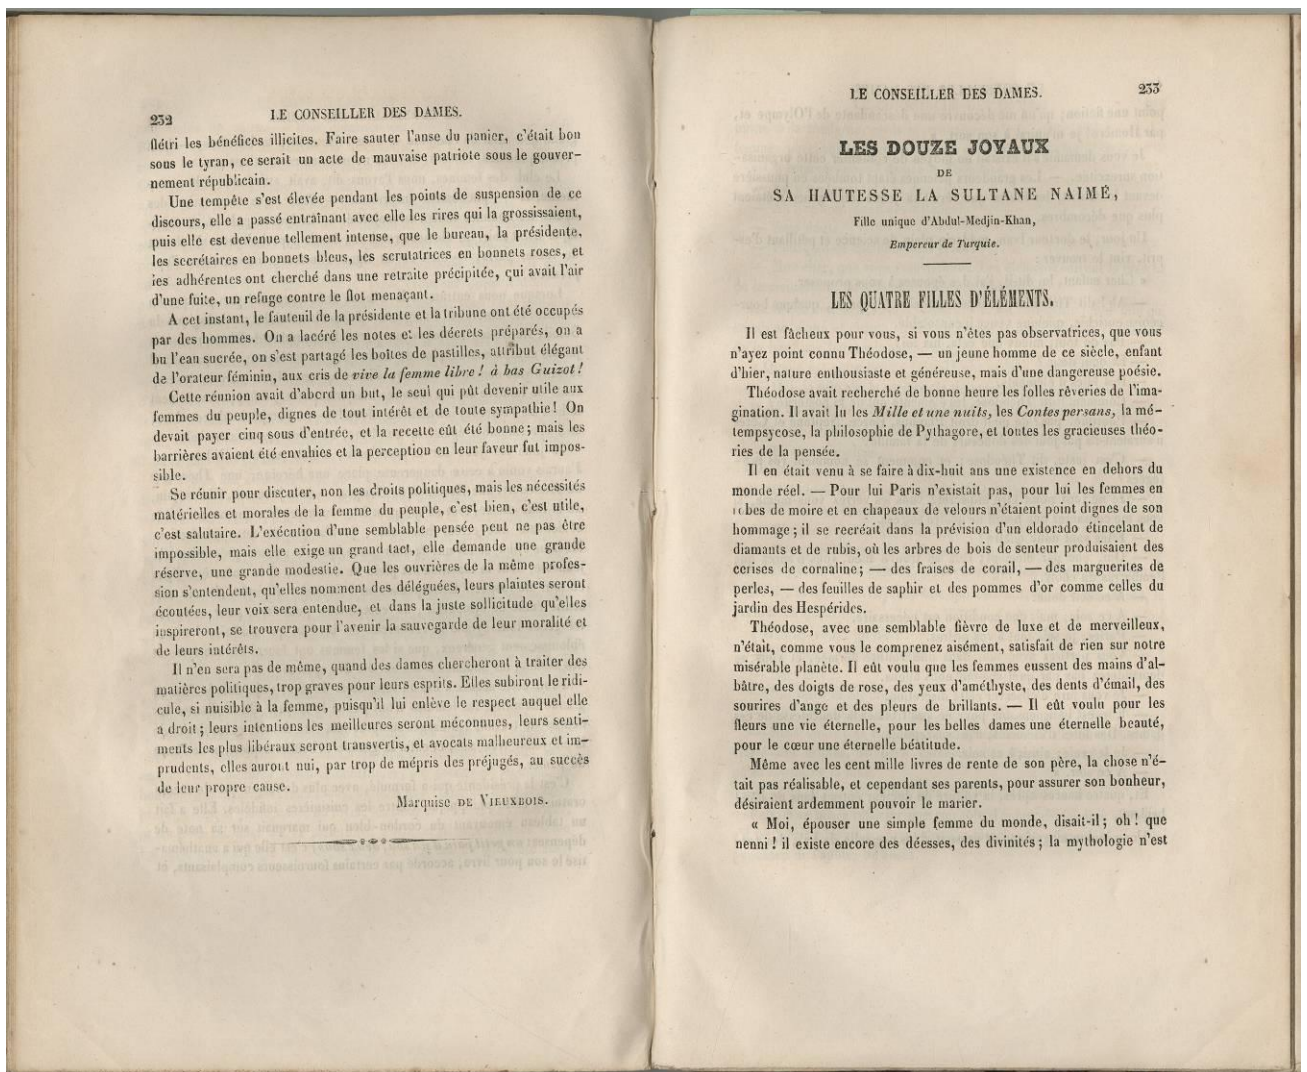 232
LE CONSEILLER DES DAMES.
flétri les bénéfices illicites. Faire sauter l'anse du panier, c'était bon
sous le tyran, ce serait un acte de mauvaise patriote sous le gouver-
nement républicain.
Une tempête s'est élevée pendant les points de suspension de ce
discours, elle a passé entraînant avec elle les rires qui la grossissaient,
puis elle est devenue tellement intense, que le bureau, la présidente,
les secrétaires en bonnets bleus, les scrutatrices en bonnets roses, et
les adhérentes ont cherché dans une retraite précipitée, qui avait l'air
d'une fuite, un refuge contre le flot menaçant.
A cet instant, le fauteuil de la présidente et la tribune ont été occupés
par des hommes. On a lacéré les notes et les décrets préparés, on a
bu l'eau sucrée, on s'est partagé les boîtes de pastilles, attribut élégant
de l'orateur féminin, aux cris de vive la femme libre ! à bas Guizot !
Cette réunion avait d'abord un but, le seul qui pût devenir utile aux
femmes du peuple, dignes de tout intérêt et de toute sympathie! On
devait payer cinq sous d'entrée, et la recette eût été bonne; mais les
barrières avaient été envahies et la perception en leur faveur fut impos-
sible.
Se réunir pour discuter, non les droits politiques, mais les nécessités
matérielles et morales de la femme du peuple, c'est bien, c'est utile,
c'est salutaire. L'exécution d'une semblable pensée peut ne pas être
impossible, mais elle exige un grand tact, elle demande une grande
réserve, une grande modestie. Que les ouvrières de la même profes-
sion s'entendent, qu'elles nomment des déléguées, leurs plaintes seront
écoutées, leur voix sera entendue, et dans la juste sollicitude qu'elles
inspireront, se trouvera pour l'avenir la sauvegarde de leur moralité et
de leurs intérêts.
Il n'en sera pas de même, quand des dames chercheront à traiter des
matières politiques, trop graves pour leurs esprits. Elles subiront le ridi-
cule, si nuisible à la femme, puisqu'il lui enlève le respect auquel elle
a droit ; leurs intentions les meilleures seront méconnues, leurs senti-
ments les plus libéraux seront transvertis, et avocats malheureux et im-
prudents, elles auront nui, par trop de mépris des préjugés, au succès
de leur propre cause.
Marquise DE VIEUXBOIS.
LE CONSEILLER DES DAMES.
233
LES DOUZE JOYAUX
DE
SA HAUTESSE LA SULTANE NAIMÉ,
Fille unique d'Abdul-Medjin-Khan,
Empereur de Turquie.
LES QUATRE FILLES D'ÉLÉMENTS.
Il est fâcheux pour vous, si vous n'êtes pas observatrices, que vous
n'ayez point connu Théodose, — un jeune homme de ce siècle, enfant
d'hier, nature enthousiaste et généreuse, mais d'une dangereuse poésie.
Théodose avait recherché de bonne heure les folles rêveries de l'ima-
gination. Il avait lu les Mille et une nuits, les Contes persans, la mé-
tempsycose, la philosophie de Pythagore, et toutes les gracieuses théo-
ries de la pensée.
Il en était venu à se faire à dix-huit ans une existence en dehors du
monde réel. — Pour lui Paris n'existait pas, pour lui les femmes en
robes de moire et en chapeaux de velours n'étaient point dignes de son
hommage ; il se recréait dans la prévision d'un eldorado étincelant de
diamants et de rubis, où les arbres de bois de senteur produisaient des
cerises de cornaline ; — des fraises de corail, — des marguerites de
perles, — des feuilles de saphir et des pommes d'or comme celles du
jardin des Hespérides.
Théodose, avec une semblable fièvre de luxe et de merveilleux,
n'était, comme vous le comprenez aisément, satisfait de rien sur notre
misérable planète. Il eût voulu que les femmes eussent des mains d'al-
bâtre, des doigts de rose, des yeux d'améthyste, des dents d'émail, des
sourires d'ange et des pleurs de brillants. — Il eût voulu pour les
fleurs une vie éternelle, pour les belles dames une éternelle beauté,
pour le cœur une éternelle béatitude.
Même avec les cent mille livres de rente de son père, la chose n'é-
tait pas réalisable, et cependant ses parents, pour assurer son bonheur,
désiraient ardemment pouvoir le marier.
« Moi, épouser une simple femme du monde, disait-il ; oh ! que
nenni ! il existe encore des déesses, des divinités ; la mythologie n'est